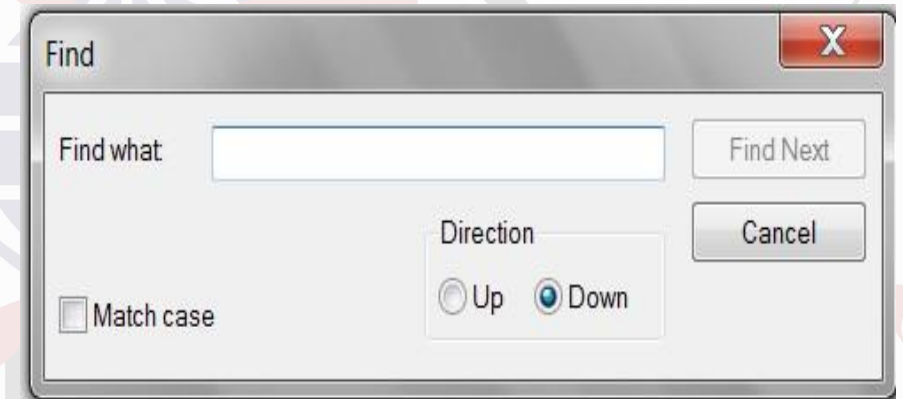 Find
X
Find what:
Find Next
Direction
Cancel
Up Down
Match case